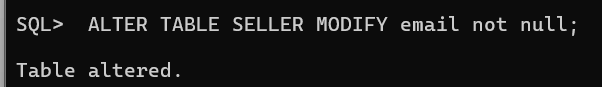 SQL>  ALTER TABLE SELLER MODIFY email not null;
Table altered.